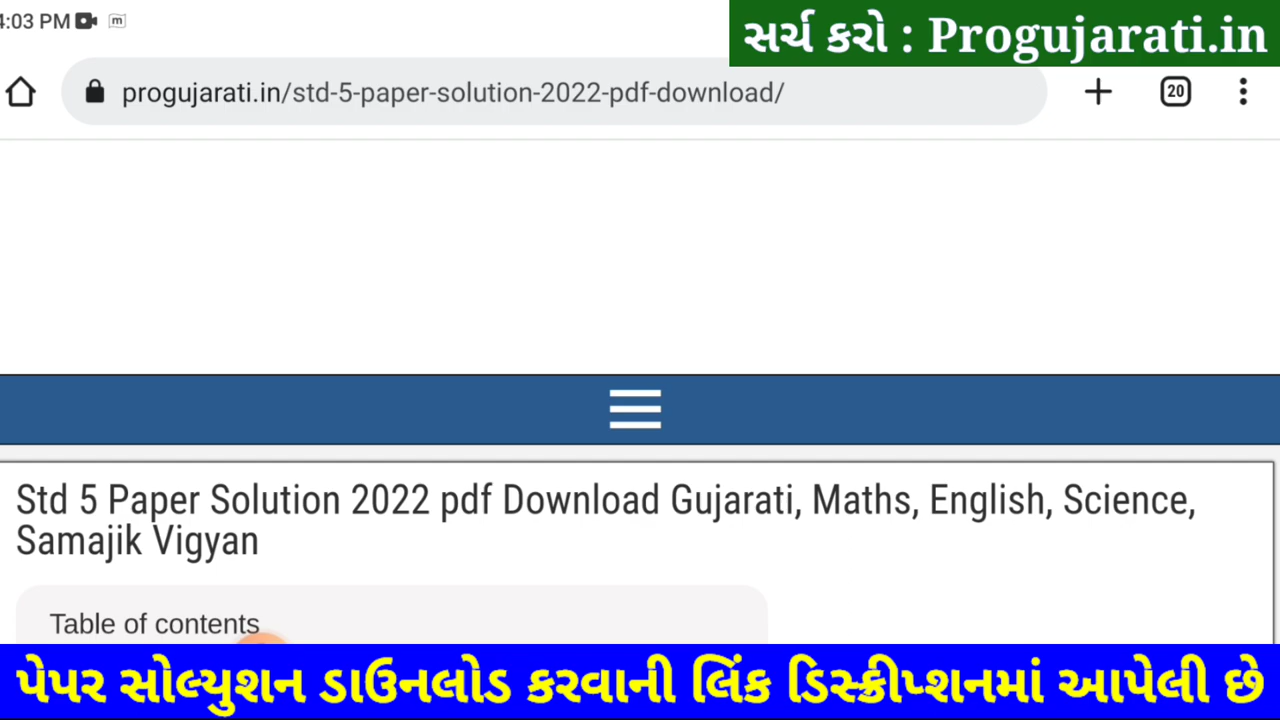 4:03 PM
સર્ચ કરો : Progujarati.in
progujarati.in/std-5-paper-solution-2022-pdf-download/
20
Std 5 Paper Solution 2022 pdf Download Gujarati, Maths, English, Science,
Samajik Vigyan
Table of contents
પેપર સોલ્યુશન ડાઉનલોડ કરવાની લિંક ડિસ્ક્રીપ્શનમાં આપેલી છે